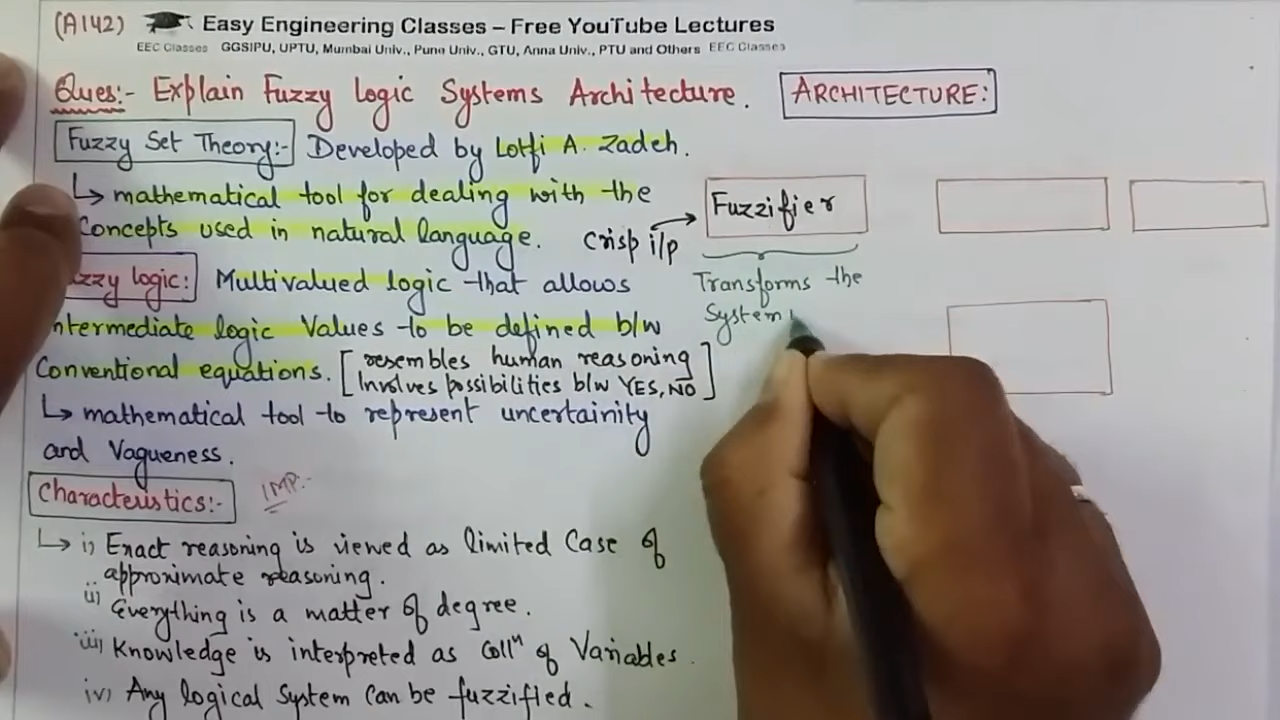 (A142) Easy Engineering Classes – Free YouTube Lectures
EEC Classes GGSIPU, UPTU, Mumbai Univ., Pune Univ., GTU, Anna Univ., PTU and Others EEC Classes
Ques:- Explain Fuzzy Logic Systems Architecture.
Fuzzy Set Theory:- Developed by Lotfi A. Zadeh.
↳ mathematical tool for dealing with the
Concepts used in natural language.
zzy logic: Multivalued logic that allows
ntermediate logic Values to be defined b/w
Conventional equations. [resembles human reasoning
Involves possibilities b/w YES, NO]
↳ mathematical tool to represent uncertainity
and Vagueness.
Characteristics:- IMP:-
↳ i) Exact reasoning is viewed as limited Case of
approximate reasoning.
ii) Everything is a matter of degree.
iii) Knowledge is interpreted as Collⁿ of Variables.
iv) Any logical System Can be fuzzified.
ARCHITECTURE:
Fuzzifier
Crisp i/p
Transforms the
System